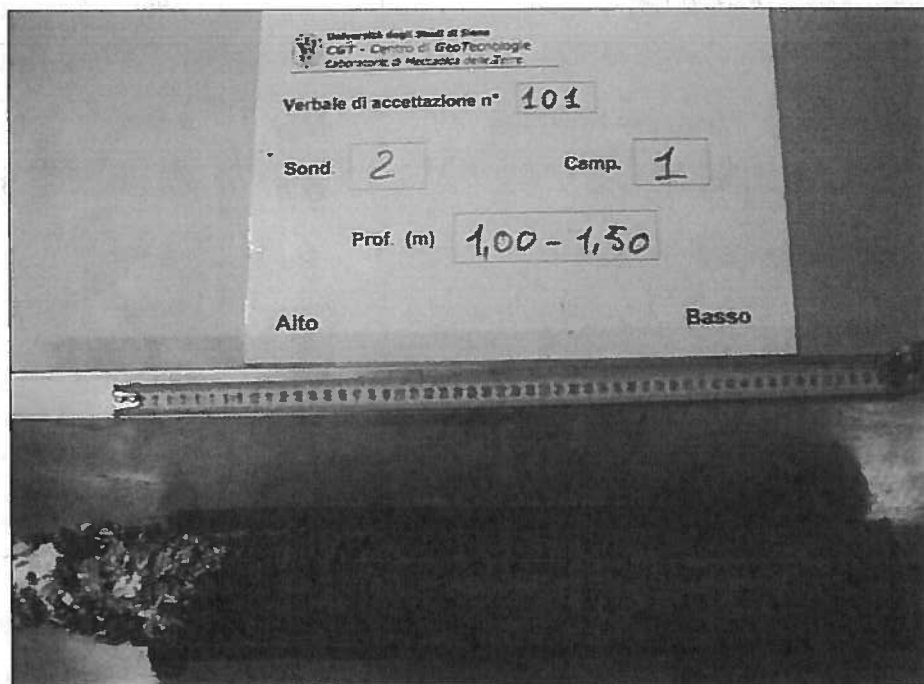 Università degli Studi di Siena
CGT - Centro di GeoTecnologie
Laboratorio di Meccanica delle Terre
Verbale di accettazione n° 101
Sond. 2 Camp. 1
Prof. (m) 1,00 - 1,50
Alto Basso